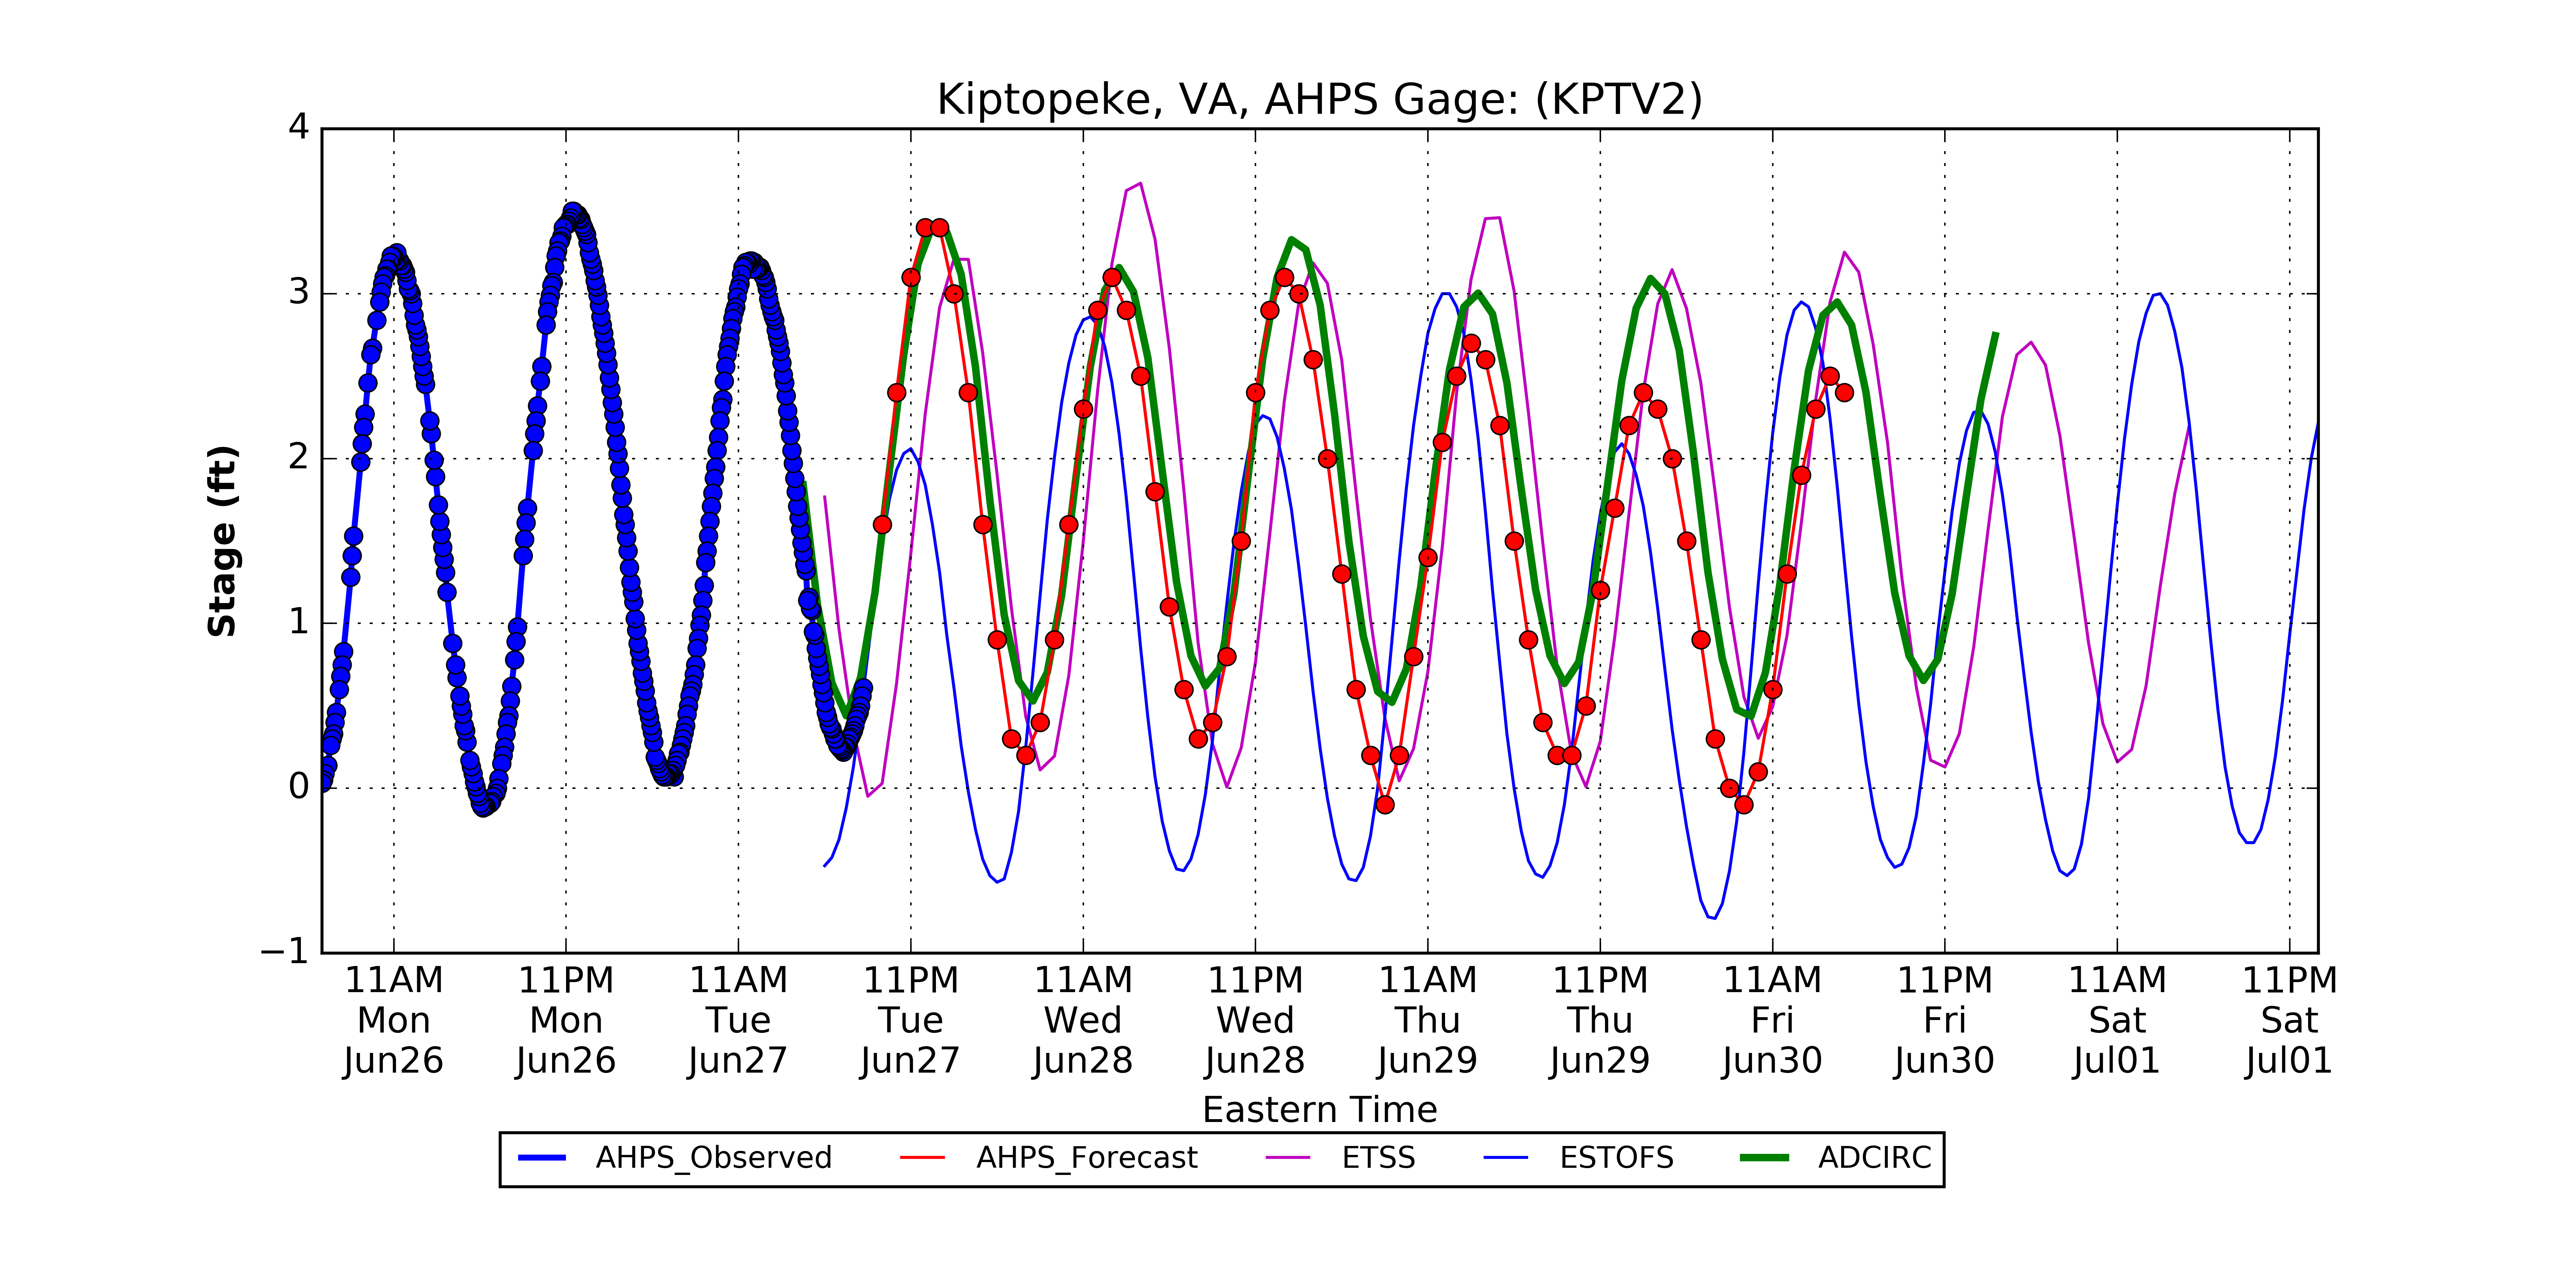 Kiptopeke, VA, AHPS Gage: (KPTV2)
4
3
2
1
0
−1
Stage (ft)
11AM 11PM 11AM 11PM 11AM 11PM 11AM 11PM 11AM 11PM 11AM 11PM
Mon Mon Tue Tue Wed Wed Thu Thu Fri Fri Sat Sat
Jun26 Jun26 Jun27 Jun27 Jun28 Jun28 Jun29 Jun29 Jun30 Jun30 Jul01 Jul01
Eastern Time
AHPS_Observed AHPS_Forecast ETSS ESTOFS ADCIRC